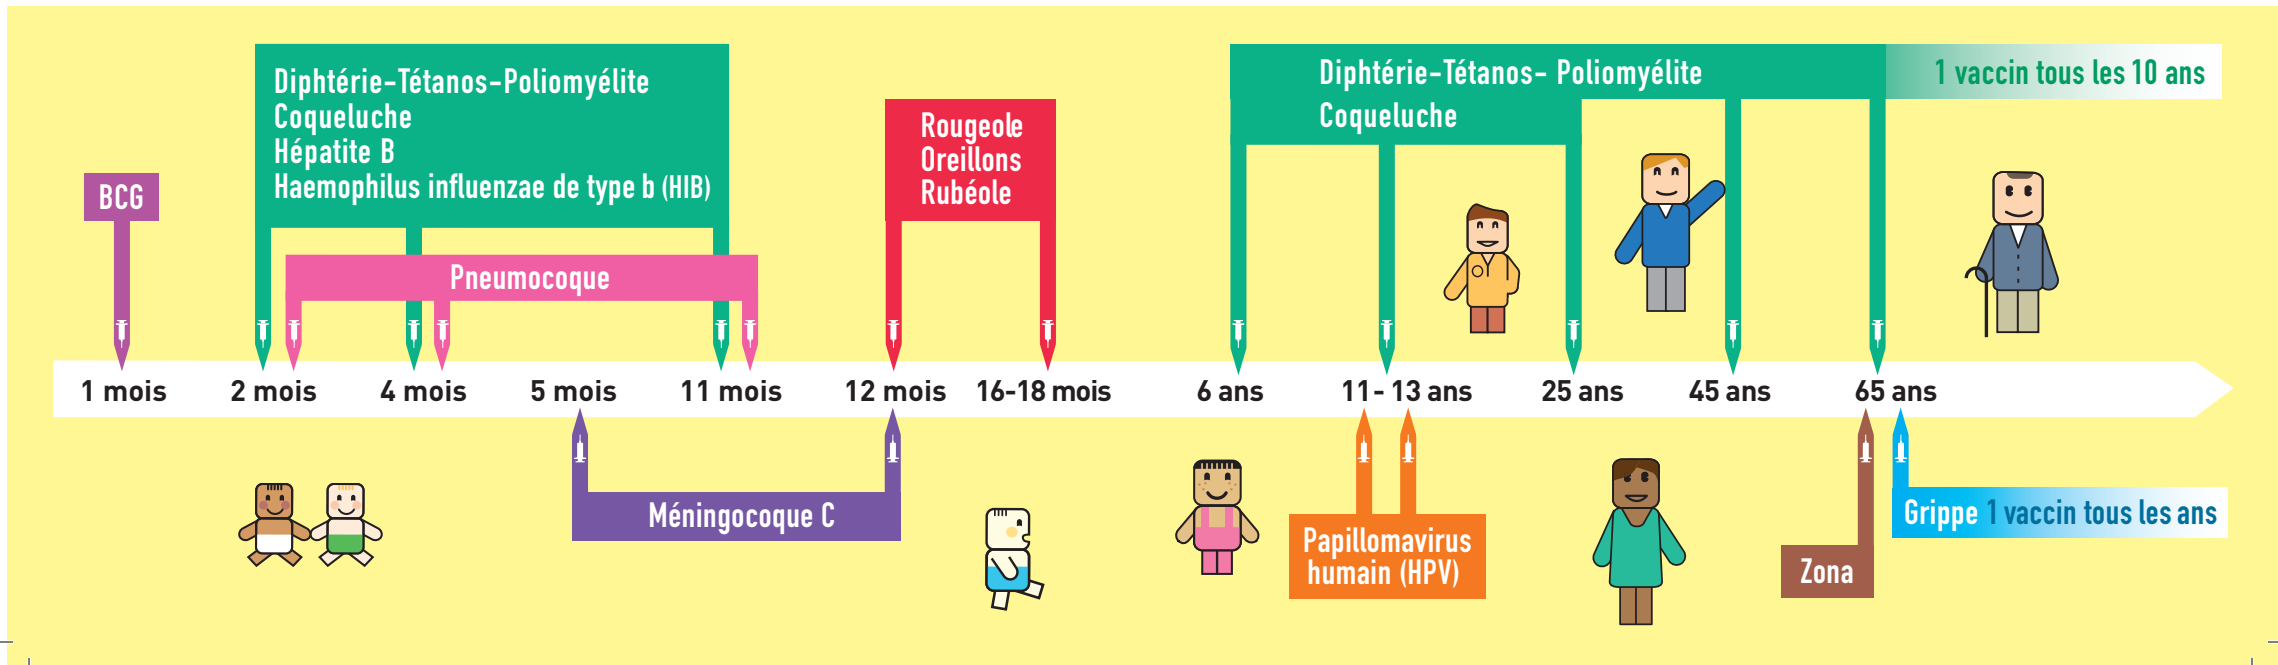 Diphtérie-Tétanos-Poliomyélite
Coqueluche
Hépatite B
Haemophilus influenzae de type b (HIB)
Diphtérie-Tétanos- Poliomyélite
Coqueluche
1 vaccin tous les 10 ans
Rougeole
Oreillons
Rubéole
BCG
Pneumocoque
1 mois
2 mois
4 mois
5 mois
11 mois
12 mois
16-18 mois
6 ans
11- 13 ans
25 ans
45 ans
65 ans
Méningocoque C
Papillomavirus
humain (HPV)
Grippe 1 vaccin tous les ans
Zona